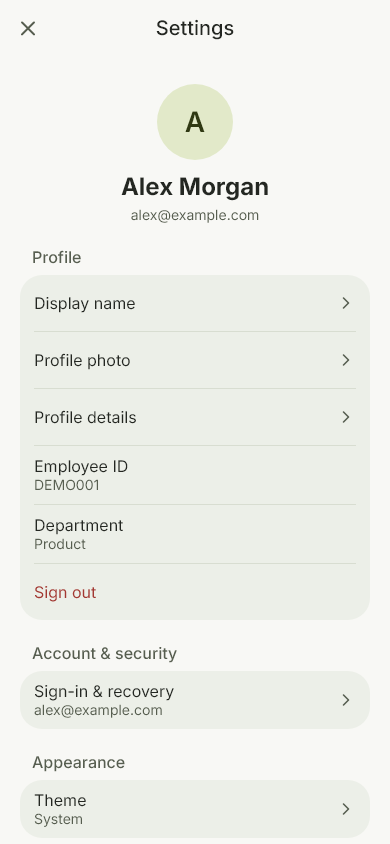 Settings
A
Alex Morgan
alex@example.com
Profile
Display name
Profile photo
Profile details
Employee ID
DEMO001
Department
Product
Sign out
Account & security
Sign-in & recovery
alex@example.com
Appearance
Theme
System